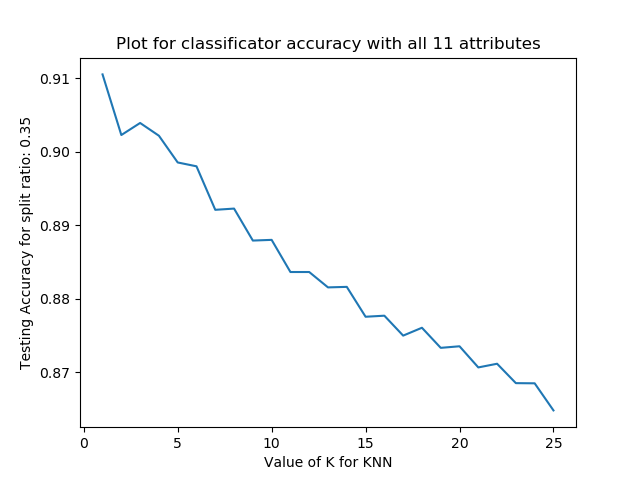 Plot for classificator accuracy with all 11 attributes
Testing Accuracy for split ratio: 0.35
0.91
0.90
0.89
0.88
0.87
0 5 10 15 20 25
Value of K for KNN